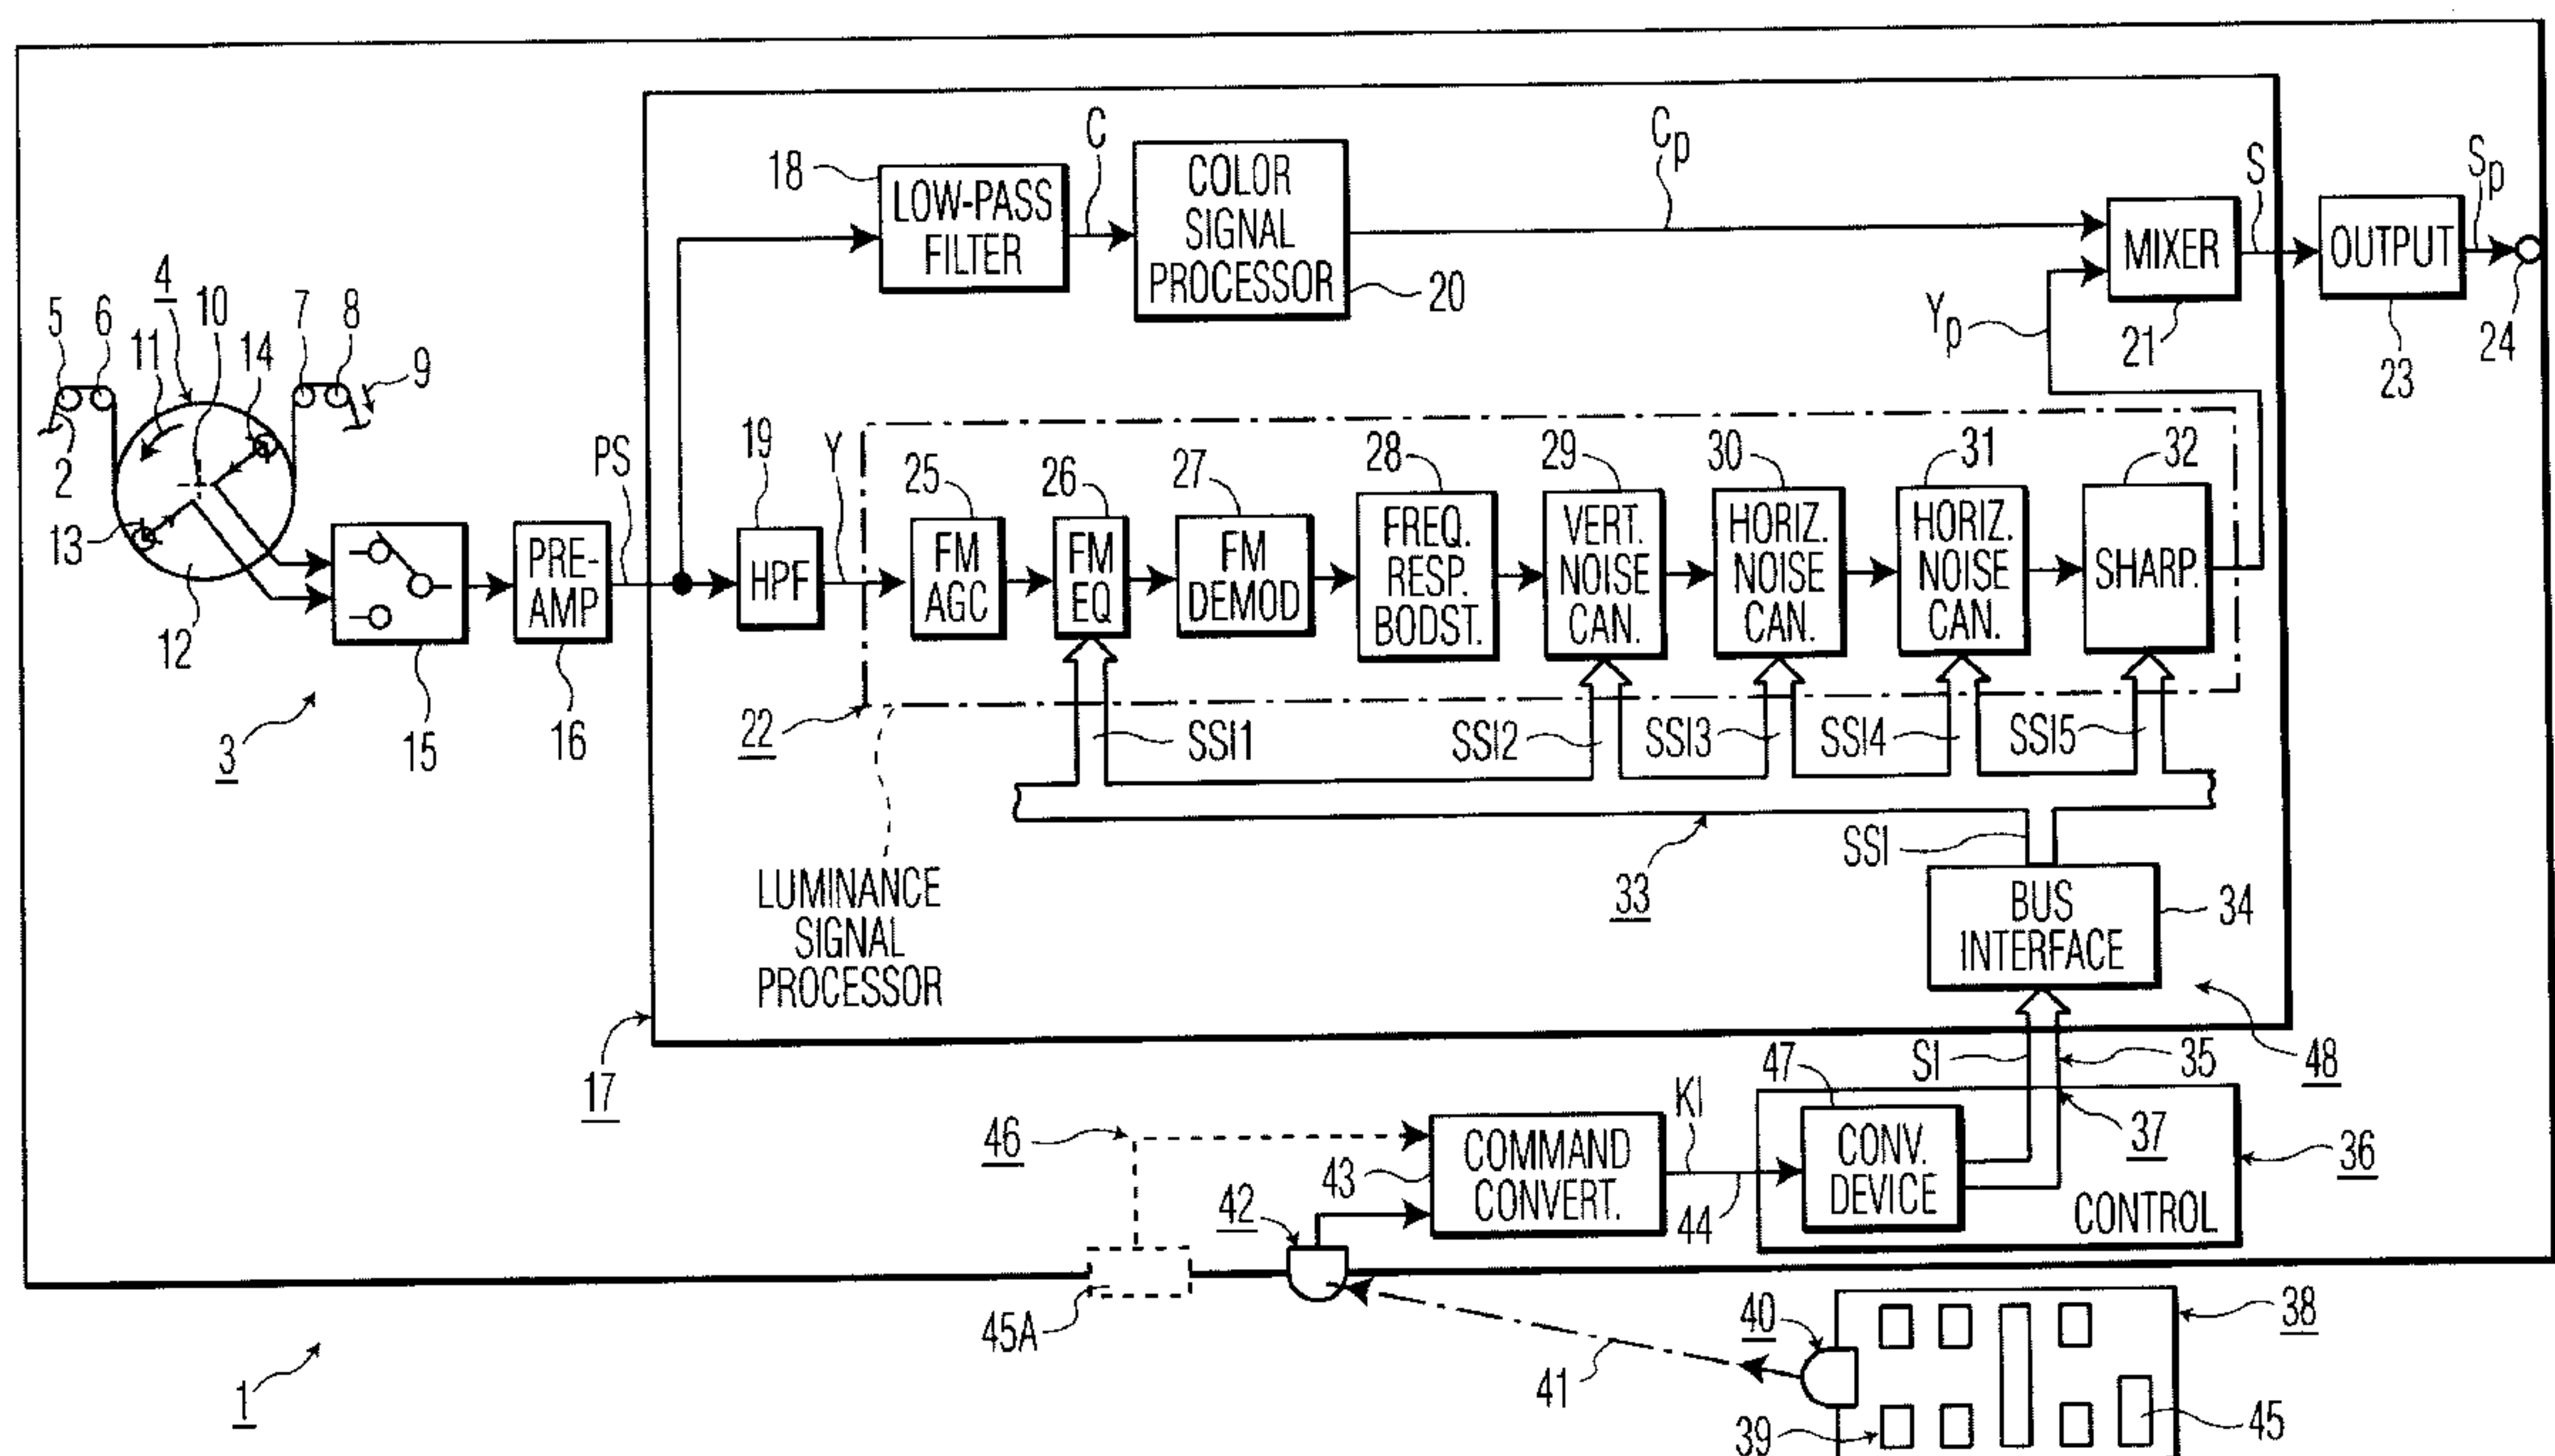 C
Cp
18
LOW-PASS
FILTER
COLOR
SIGNAL
PROCESSOR
20
MIXER
21
S
OUTPUT
23
Sp
24
Yp
4
5
6
11
10
14
7
8
9
2
13
12
3
15
PRE-
AMP
16
PS
19
HPF
Y
25
FM
AGC
26
FM
EQ
27
FM
DEMOD
28
FREQ.
RESP.
BODST.
29
VERT.
NOISE
CAN.
30
HORIZ.
NOISE
CAN.
31
HORIZ.
NOISE
CAN.
32
SHARP.
22
SSI1
SSI2
SSI3
SSI4
SSI5
LUMINANCE
SIGNAL
PROCESSOR
33
SSI
BUS
INTERFACE
34
17
SI
35
48
46
43
COMMAND
CONVERT.
KI
44
47
CONV.
DEVICE
37
CONTROL
36
42
45A
41
40
38
39
45
1